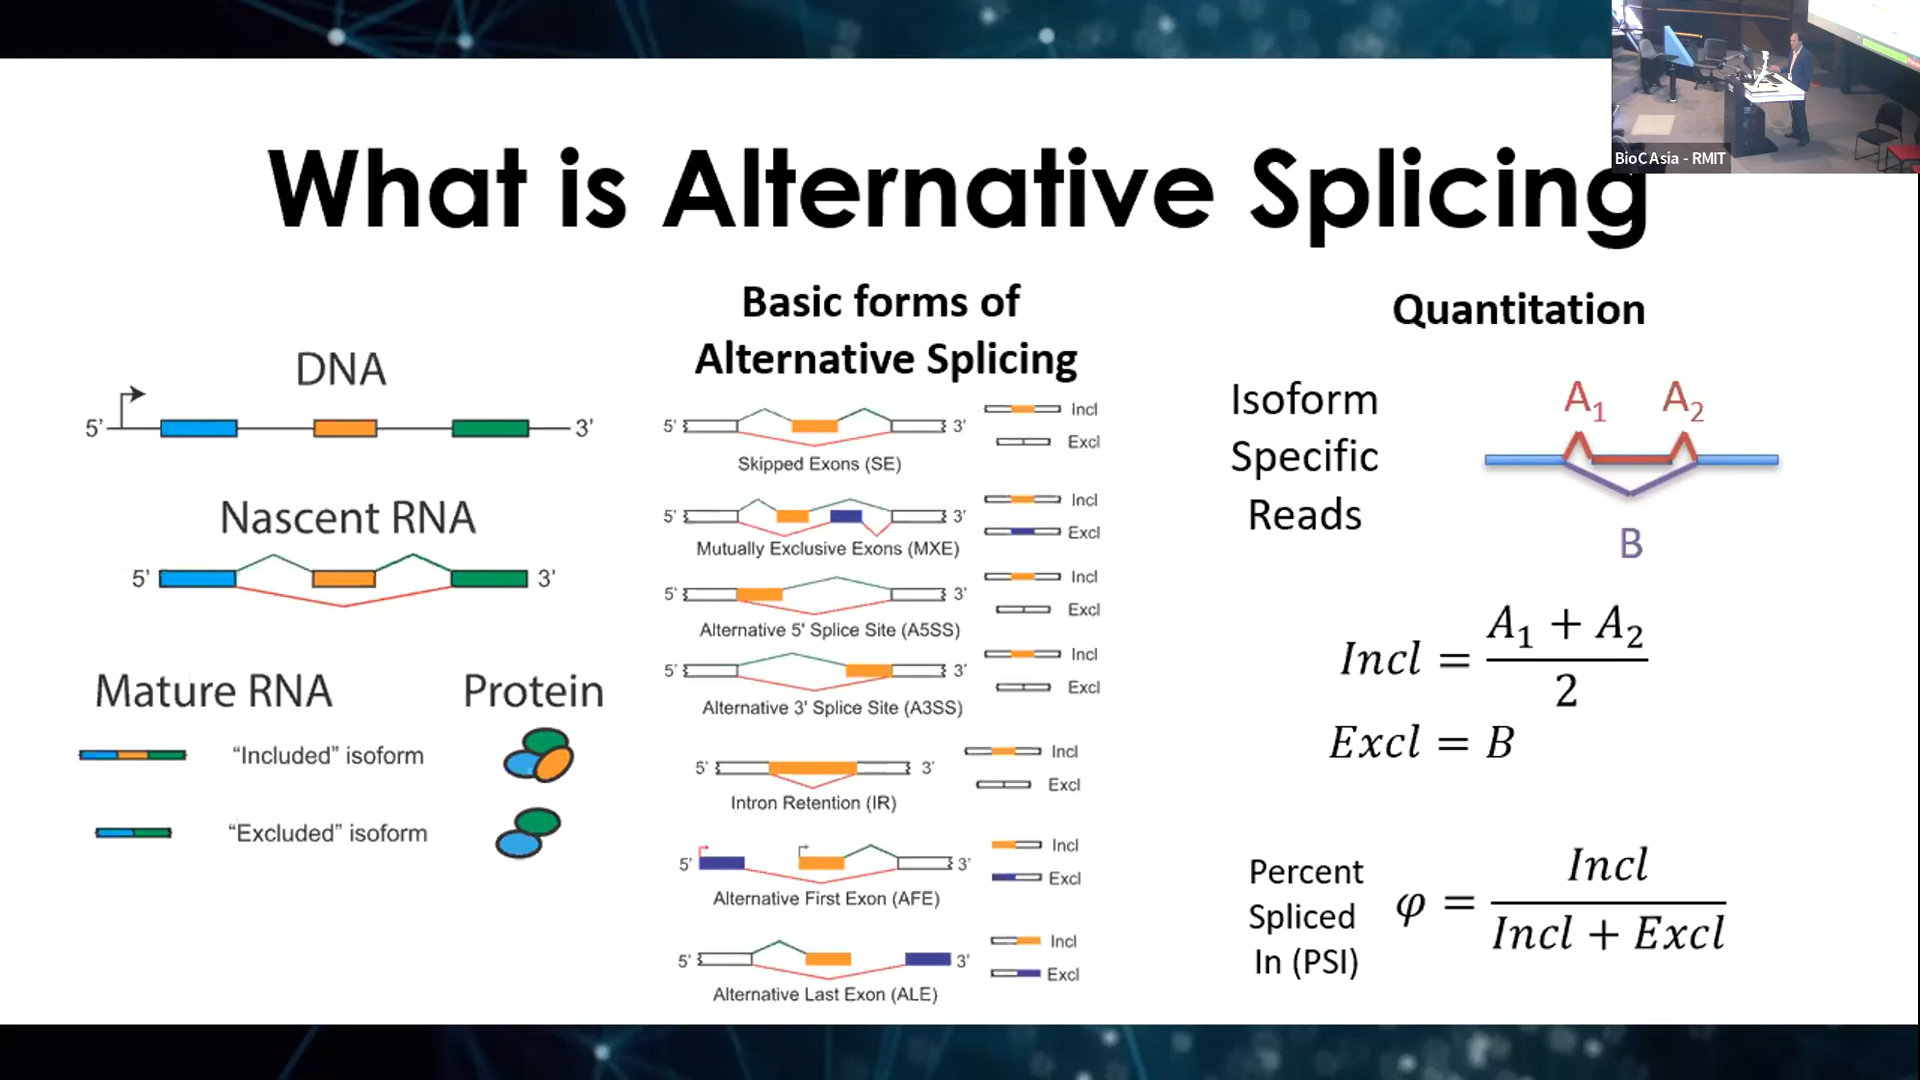 BioC Asia - RMIT
What is Alternative Splicing
DNA
5’
3’
Nascent RNA
5’
3’
Mature RNA
Protein
“Included” isoform
“Excluded” isoform
Basic forms of
Alternative Splicing
5'
3'
Incl
Excl
Skipped Exons (SE)
5'
3'
Incl
Excl
Mutually Exclusive Exons (MXE)
5'
3'
Incl
Excl
Alternative 5' Splice Site (A5SS)
5'
3'
Incl
Excl
Alternative 3' Splice Site (A3SS)
5'
3'
Incl
Excl
Intron Retention (IR)
5'
3'
Incl
Excl
Alternative First Exon (AFE)
5'
3'
Incl
Excl
Alternative Last Exon (ALE)
Quantitation
Isoform
Specific
Reads
A₁ A₂
B
Incl = (A₁ + A₂) / 2
Excl = B
Percent
Spliced
In (PSI)
φ = Incl / (Incl + Excl)